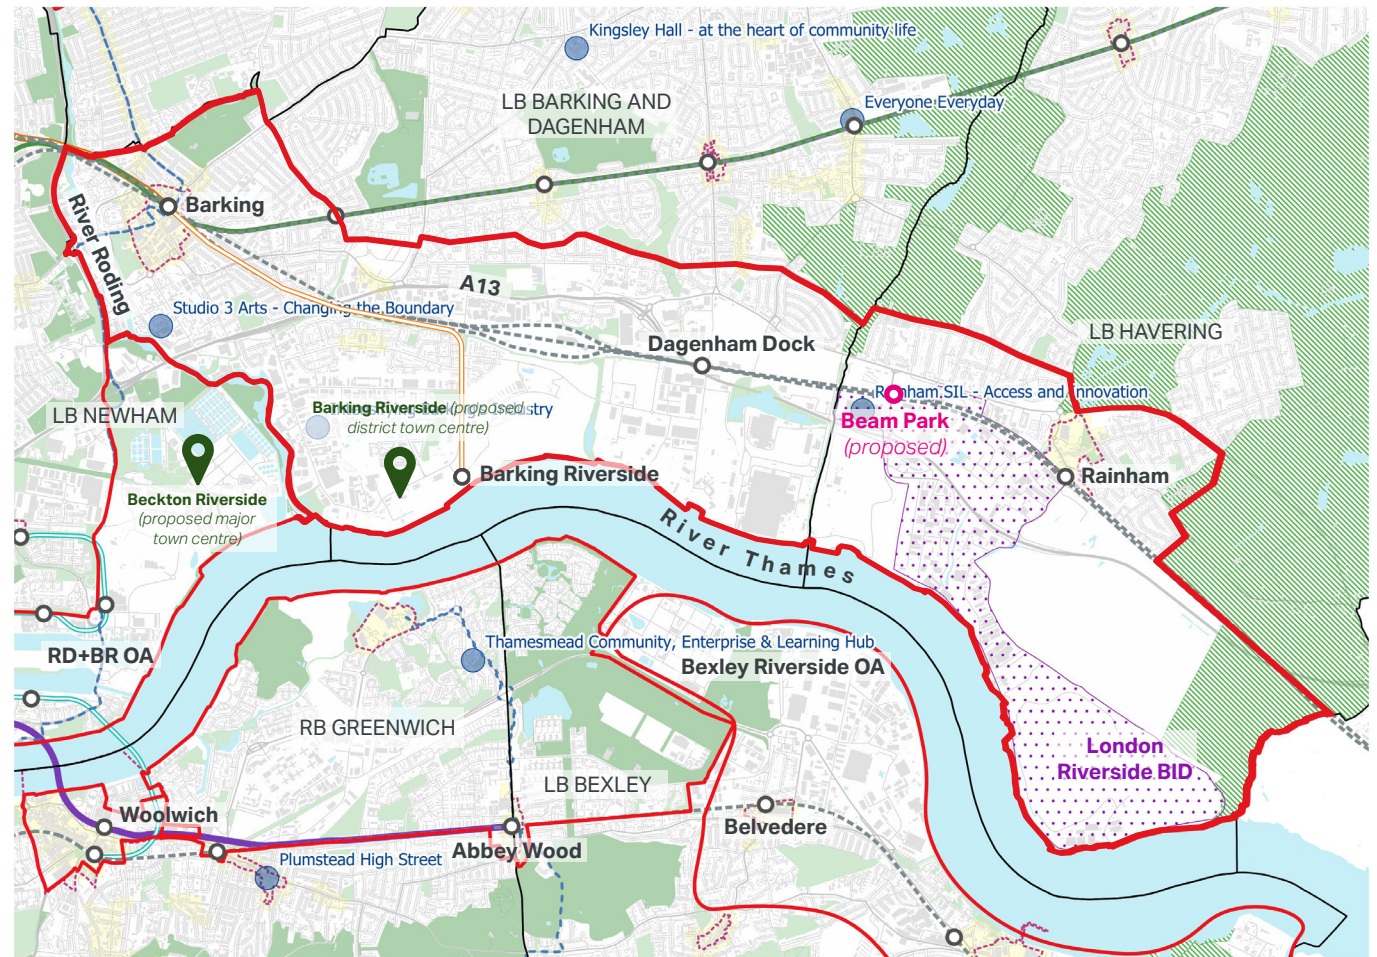 Kingsley Hall - at the heart of community life
LB BARKING AND
DAGENHAM
Everyone Everyday
Barking
River Roding
A13
Studio 3 Arts - Changing the Boundary
LB HAVERING
Dagenham Dock
Rainham SIL - Access and Innovation
LB NEWHAM
Barking Riverside (proposed
district town centre)
Beam Park
(proposed)
Barking Riverside
Rainham
Beckton Riverside
(proposed major
town centre)
River Thames
RD+BR OA
Thamesmead Community, Enterprise & Learning Hub
Bexley Riverside OA
RB GREENWICH
London
Riverside BID
LB BEXLEY
Woolwich
Belvedere
Abbey Wood
Plumstead High Street